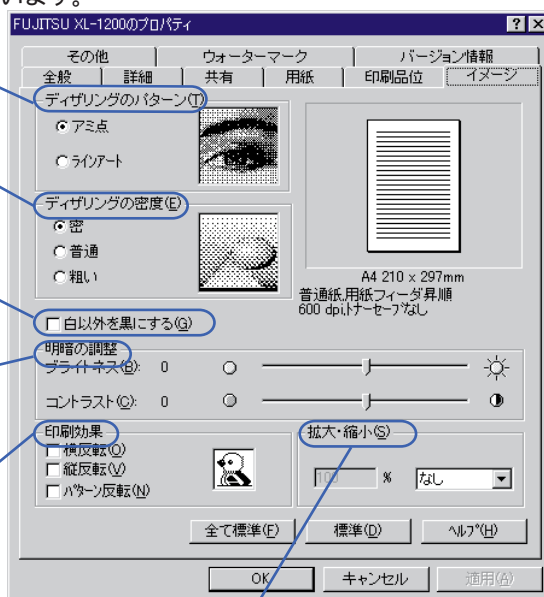 います。
FUJITSU XL-1200のプロパティ
その他 ウォーターマーク バージョン情報
全般 詳細 共有 用紙 印刷品位 イメージ
ディザリングのパターン(T)
アミ点
ラインアート
ディザリングの密度(E)
密
普通
粗い
A4 210 x 297mm
普通紙,用紙フィーダ昇順
600 dpi,トナーセーブなし
白以外を黒にする(G)
明暗の調整
ブライトネス(B): 0
コントラスト(C): 0
印刷効果
横反転(O)
縦反転(V)
パターン反転(N)
拡大・縮小(S)
100 % なし
全て標準(F) 標準(D) ヘルプ(H)
OK キャンセル 適用(A)